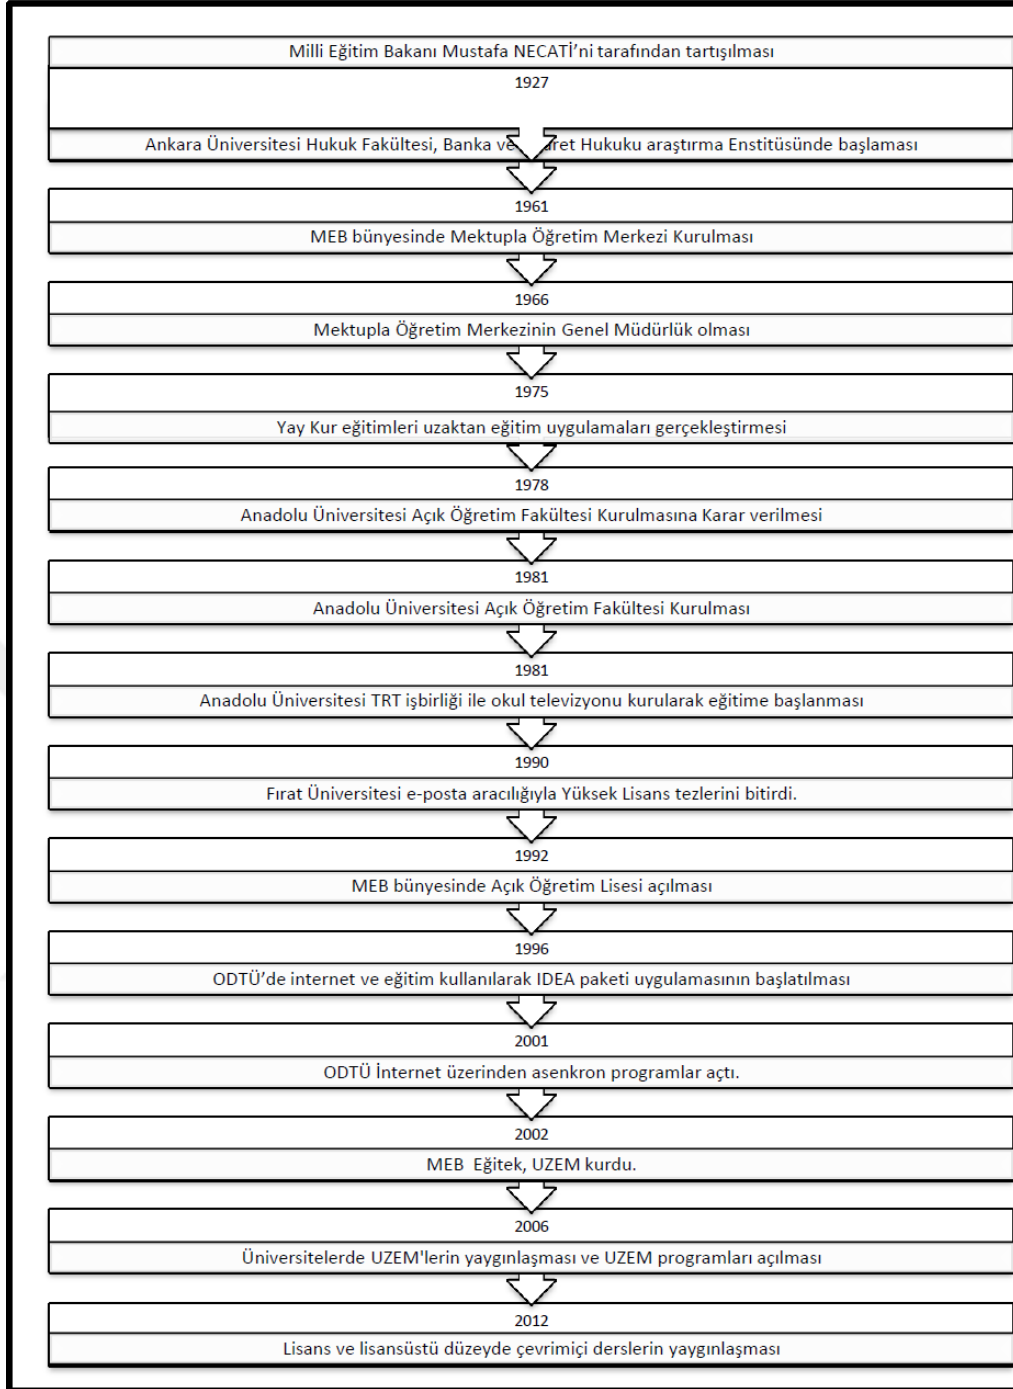 Milli Eğitim Bakanı Mustafa NECATİ’ni tarafından tartışılması
1927
Ankara Üniversitesi Hukuk Fakültesi, Banka ve Hukuku araştırma Enstitüsünde başlaması
1961
MEB bünyesinde Mektupla Öğretim Merkezi Kurulması
1966
Mektupla Öğretim Merkezinin Genel Müdürlük olması
1975
Yay Kur eğitimleri uzaktan eğitim uygulamaları gerçekleştirmesi
1978
Anadolu Üniversitesi Açık Öğretim Fakültesi Kurulmasına Karar verilmesi
1981
Anadolu Üniversitesi Açık Öğretim Fakültesi Kurulması
1981
Anadolu Üniversitesi TRT işbirliği ile okul televizyonu kurularak eğitime başlanması
1990
Fırat Üniversitesi e-posta aracılığıyla Yüksek Lisans tezlerini bitirdi.
1992
MEB bünyesinde Açık Öğretim Lisesi açılması
1996
ODTÜ’de internet ve eğitim kullanılarak IDEA paketi uygulamasının başlatılması
2001
ODTÜ İnternet üzerinden asenkron programlar açtı.
2002
MEB Eğitek, UZEM kurdu.
2006
Üniversitelerde UZEM'lerin yaygınlaşması ve UZEM programları açılması
2012
Lisans ve lisansüstü düzeyde çevrimiçi derslerin yaygınlaşması